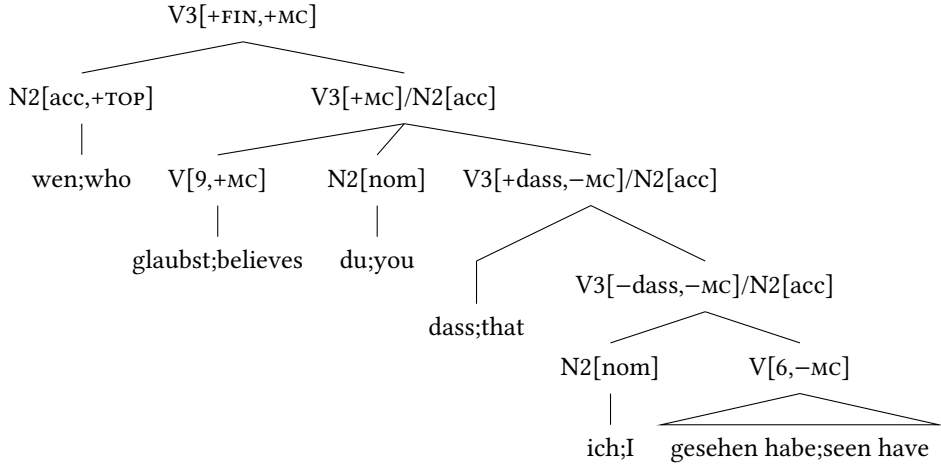 V3[+FIN,+MC]
N2[acc,+TOP] V3[+MC]/N2[acc]
wen;who V[9,+MC] N2[nom] V3[+dass,−MC]/N2[acc]
glaubst;believes du;you
V3[−dass,−MC]/N2[acc]
dass;that
N2[nom] V[6,−MC]
ich;I gesehen habe;seen have